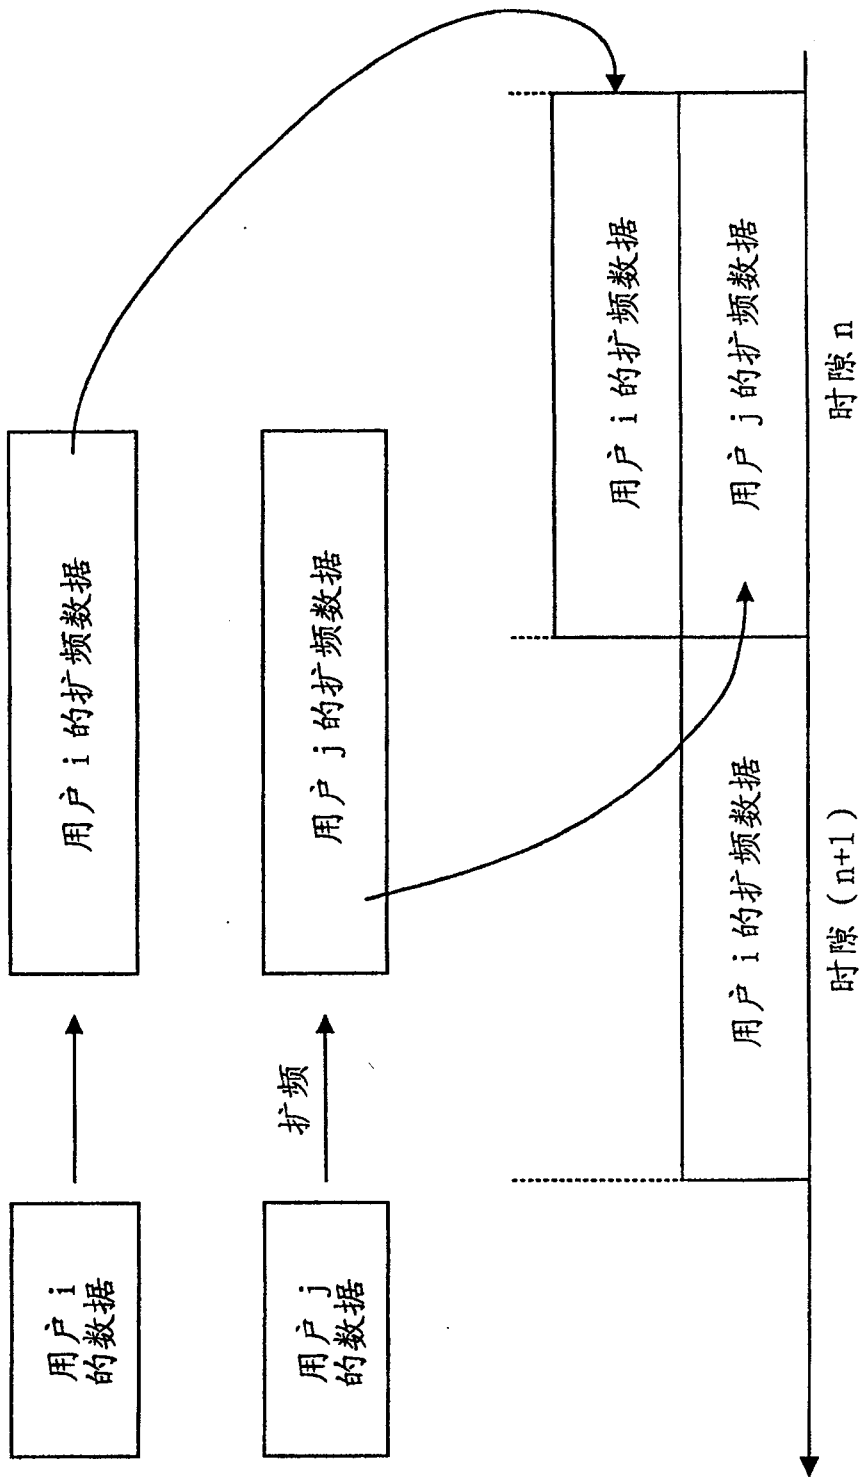 用户 i
的数据
用户 i 的扩频数据
用户 j
的数据
扩频
用户 j 的扩频数据
用户 i 的扩频数据
用户 i 的扩频数据
用户 j 的扩频数据
时隙 (n+1)
时隙 n